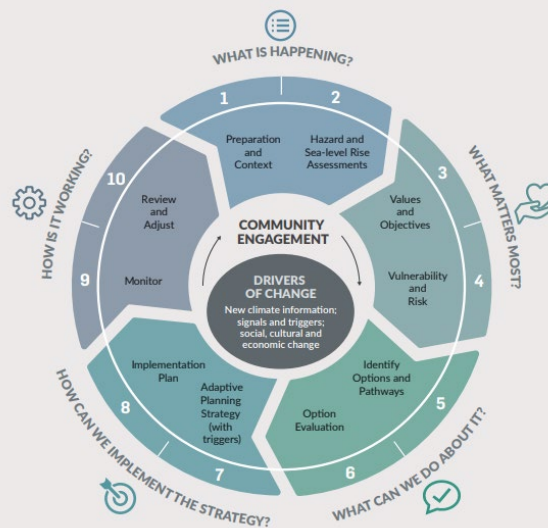 WHAT IS HAPPENING?
1
2
Preparation
and
Context
Hazard and
Sea-level Rise
Assessments
WHAT MATTERS MOST?
3
4
Values and
Objectives
Vulnerability
and
Risk
WHAT CAN WE DO ABOUT IT?
5
6
Identify
Options and
Pathways
Option
Evaluation
HOW CAN WE IMPLEMENT THE STRATEGY?
7
8
Adaptive
Planning
Strategy
(with
triggers)
Implementation
Plan
HOW IS IT WORKING?
9
10
Monitor
Review
and
Adjust
COMMUNITY
ENGAGEMENT
DRIVERS
OF CHANGE
New climate information;
signals and triggers;
social, cultural and
economic change